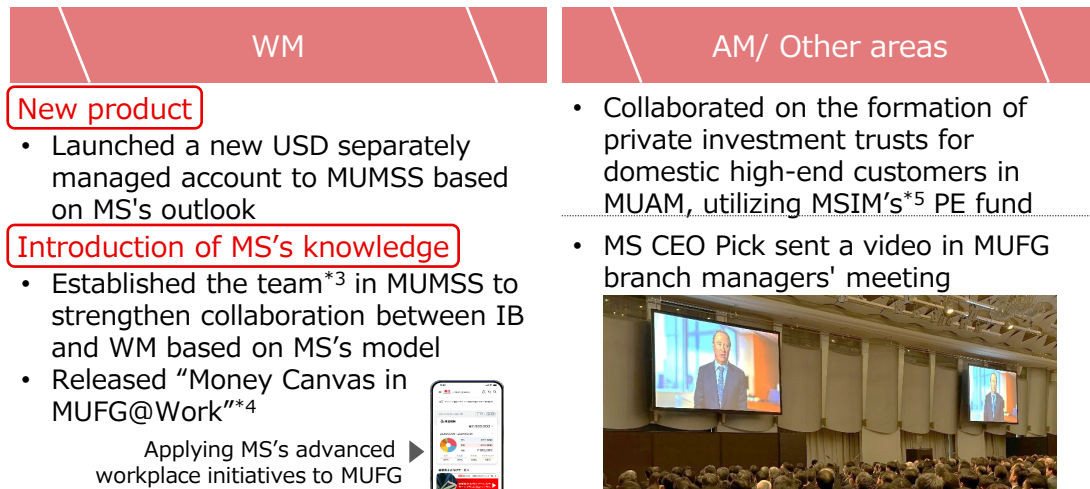 WM
New product
• Launched a new USD separately
managed account to MUMSS based
on MS's outlook
Introduction of MS's knowledge
• Established the team*3 in MUMSS to
strengthen collaboration between IB
and WM based on MS's model
• Released “Money Canvas in
MUFG@Work”*4
Applying MS's advanced
workplace initiatives to MUFG
AM/ Other areas
• Collaborated on the formation of
private investment trusts for
domestic high-end customers in
MUAM, utilizing MSIM's*5 PE fund
• MS CEO Pick sent a video in MUFG
branch managers' meeting